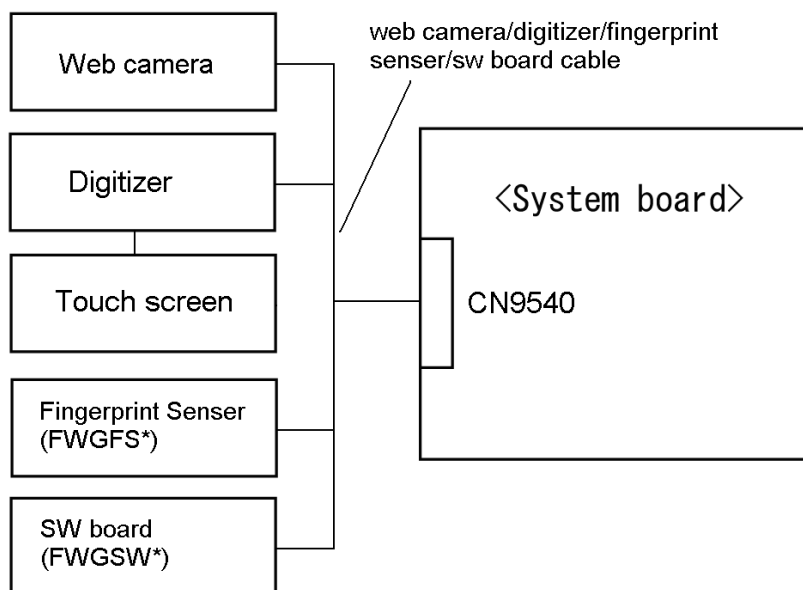 Web camera
web camera/digitizer/fingerprint
senser/sw board cable
Digitizer
<System board>
Touch screen
CN9540
Fingerprint Senser
(FWGFS*)
SW board
(FWGSW*)